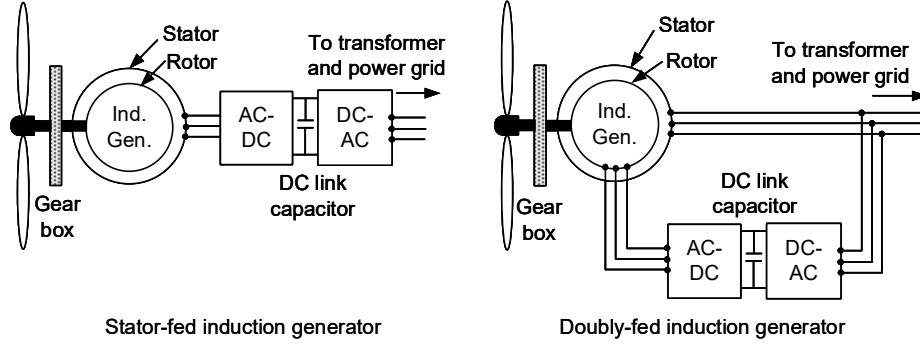 Stator
Rotor
To transformer
and power grid
Ind.
Gen.
AC-
DC
DC-
AC
DC link
capacitor
Gear
box
Stator-fed induction generator
Stator
Rotor
To transformer
and power grid
Ind.
Gen.
Gear
box
DC link
capacitor
AC-
DC
DC-
AC
Doubly-fed induction generator